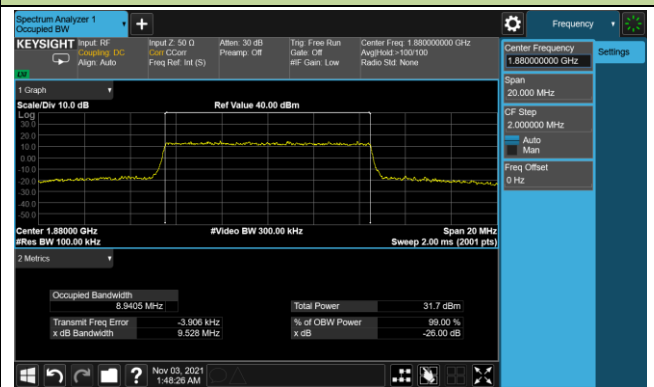 Spectrum Analyzer 1
Occupied BW
+
Frequency
KEYSIGHT
Input: RF
Coupling: DC
Align: Auto
Input Z: 50 Ω
Corr CCorr
Freq Ref: Int (S)
Atten: 30 dB
Preamp: Off
Trig: Free Run
Gate: Off
#IF Gain: Low
Center Freq: 1.880000000 GHz
Avg|Hold:>100/100
Radio Std: None
1 Graph
Scale/Div 10.0 dB
Ref Value 40.00 dBm
Log
30.0
20.0
10.0
0.00
-10.0
-20.0
-30.0
-40.0
-50.0
Center 1.88000 GHz
#Video BW 300.00 kHz
Span 20 MHz
#Res BW 100.00 kHz
Sweep 2.00 ms (2001 pts)
2 Metrics
Occupied Bandwidth
8.9405 MHz
Total Power 31.7 dBm
Transmit Freq Error -3.906 kHz
% of OBW Power 99.00 %
x dB Bandwidth 9.528 MHz
x dB -26.00 dB
Center Frequency
1.880000000 GHz
Settings
Span
20.000 MHz
CF Step
2.000000 MHz
Auto
Man
Freq Offset
0 Hz
?
Nov 03, 2021
1:48:26 AM